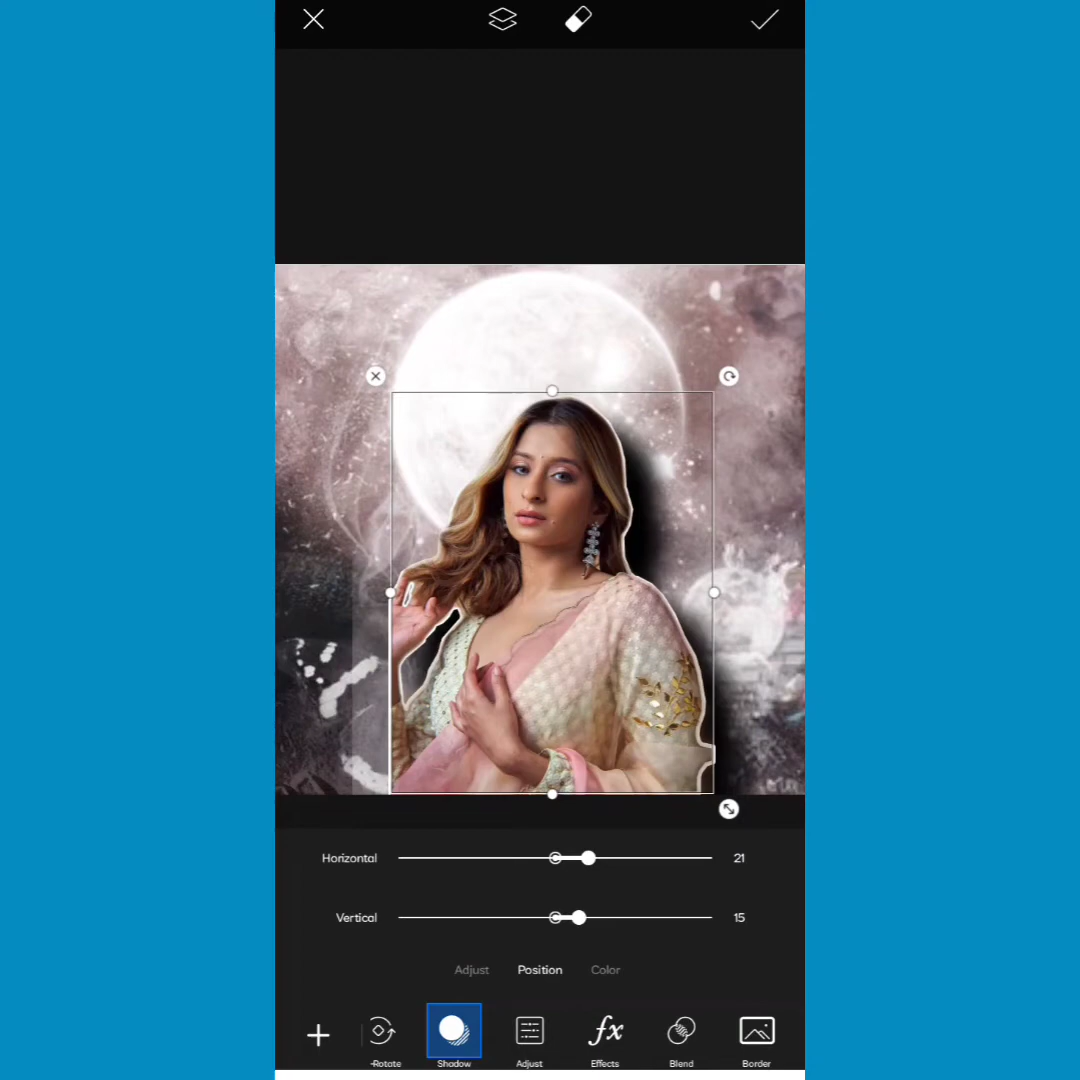 Horizontal 21
Vertical 15
Adjust Position Color
-Rotate Shadow Adjust Effects Blend Border